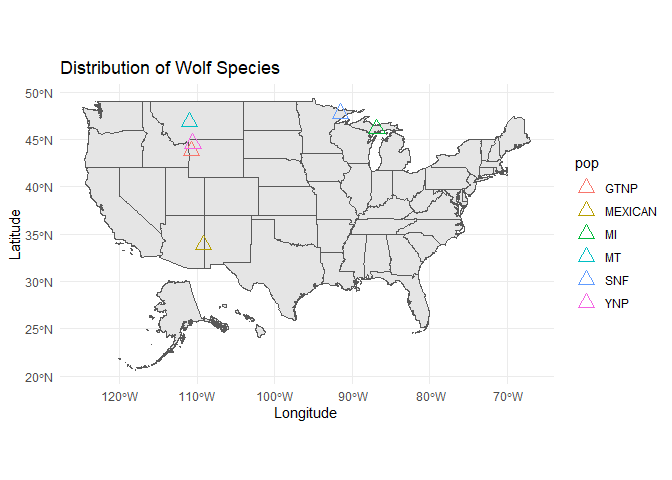 Distribution of Wolf Species
50°N
45°N
40°N
35°N
30°N
25°N
20°N
Latitude
120°W
110°W
100°W
90°W
80°W
70°W
Longitude
pop
GTNP
MEXICAN
MI
MT
SNF
YNP